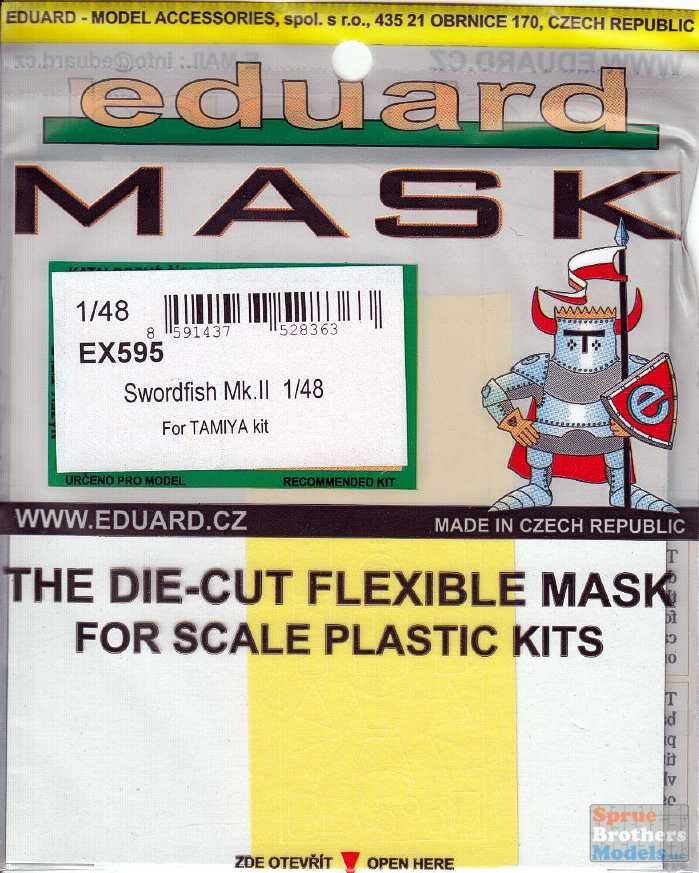 EDUARD - MODEL ACCESSORIES, spol. s r.o., 435 21 OBRNICE 170, CZECH REPUBLIC
eduard
MASK
1/48
8 591437 528363
EX595
Swordfish Mk.II 1/48
For TAMIYA kit
URČENO PRO MODEL RECOMMENDED KIT
WWW.EDUARD.CZ MADE IN CZECH REPUBLIC
THE DIE-CUT FLEXIBLE MASK
FOR SCALE PLASTIC KITS
ZDE OTEVŘÍT OPEN HERE
Sprue
Brothers
Models LLC